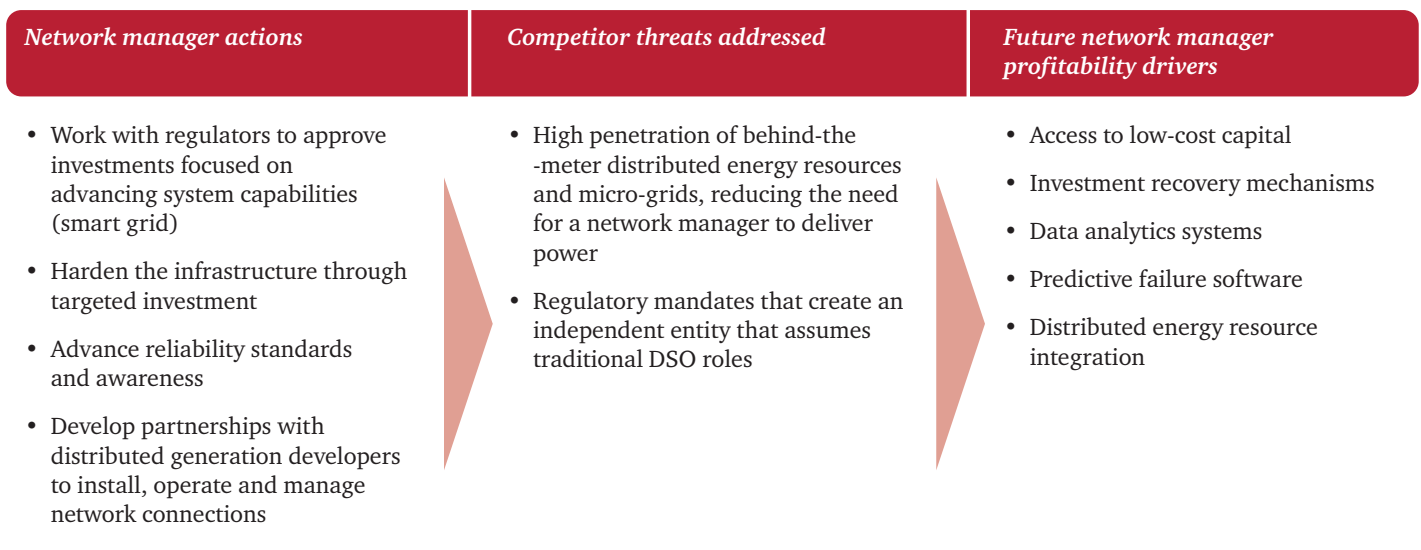 Network manager actions
• Work with regulators to approve
investments focused on
advancing system capabilities
(smart grid)
• Harden the infrastructure through
targeted investment
• Advance reliability standards
and awareness
• Develop partnerships with
distributed generation developers
to install, operate and manage
network connections
Competitor threats addressed
• High penetration of behind-the
-meter distributed energy resources
and micro-grids, reducing the need
for a network manager to deliver
power
• Regulatory mandates that create an
independent entity that assumes
traditional DSO roles
Future network manager
profitability drivers
• Access to low-cost capital
• Investment recovery mechanisms
• Data analytics systems
• Predictive failure software
• Distributed energy resource
integration